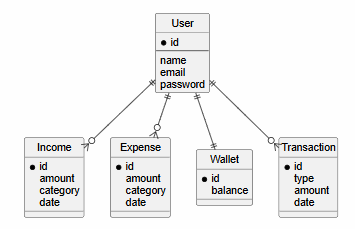 User
id
name
email
password
Income
id
amount
category
date
Expense
id
amount
category
date
Wallet
id
balance
Transaction
id
type
amount
date